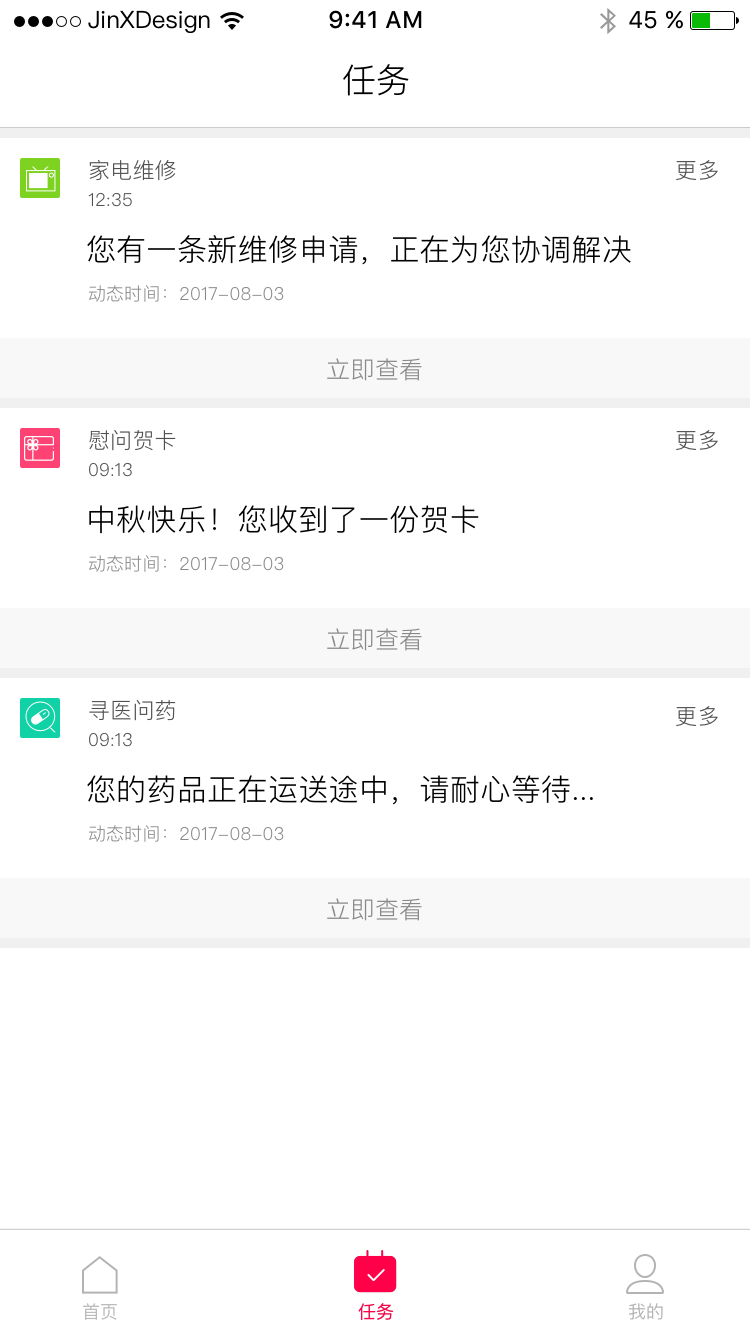 JinXDesign 9:41 AM 45 %
任务
家电维修 更多
12:35
您有一条新维修申请，正在为您协调解决
动态时间：2017-08-03
立即查看
慰问贺卡 更多
09:13
中秋快乐！您收到了一份贺卡
动态时间：2017-08-03
立即查看
寻医问药 更多
09:13
您的药品正在运送途中，请耐心等待...
动态时间：2017-08-03
立即查看
首页 任务 我的